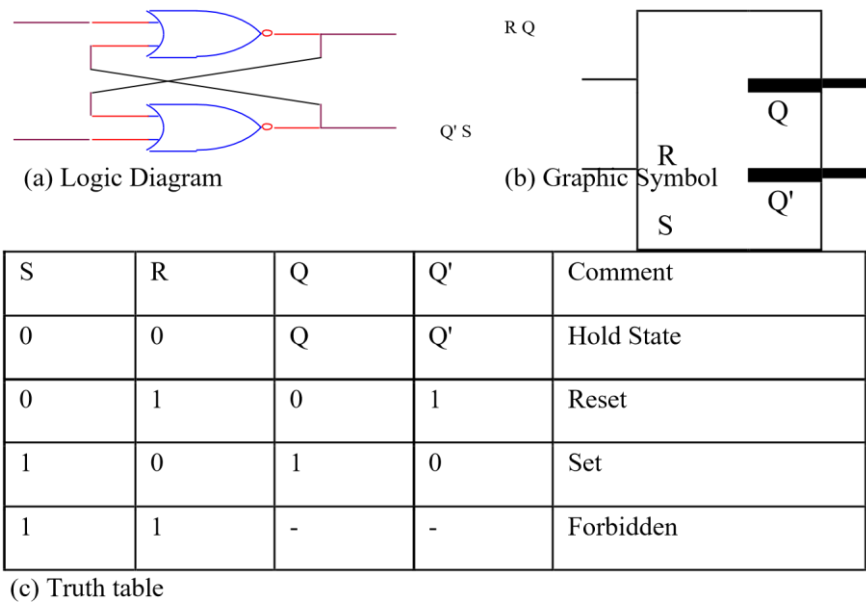 R Q
Q
Q' S
R
(a) Logic Diagram
(b) Graphic Symbol
Q'
S
S R Q Q' Comment
0 0 Q Q' Hold State
0 1 0 1 Reset
1 0 1 0 Set
1 1 - - Forbidden
(c) Truth table